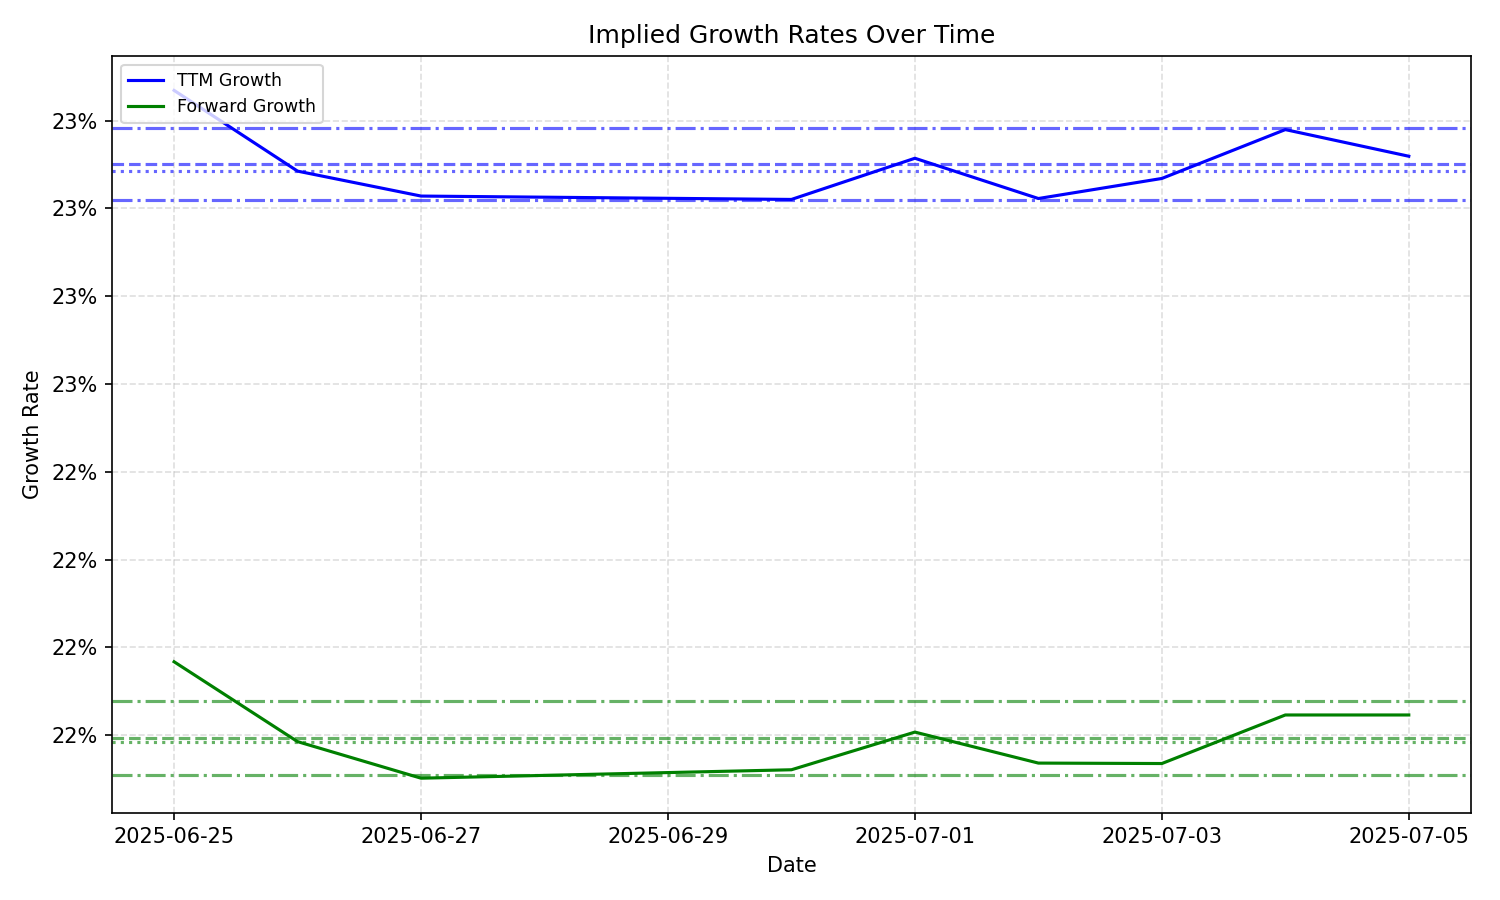 Implied Growth Rates Over Time
TTM Growth
Forward Growth
23%
23%
23%
23%
22%
22%
22%
22%
Growth Rate
2025-06-25
2025-06-27
2025-06-29
2025-07-01
2025-07-03
2025-07-05
Date